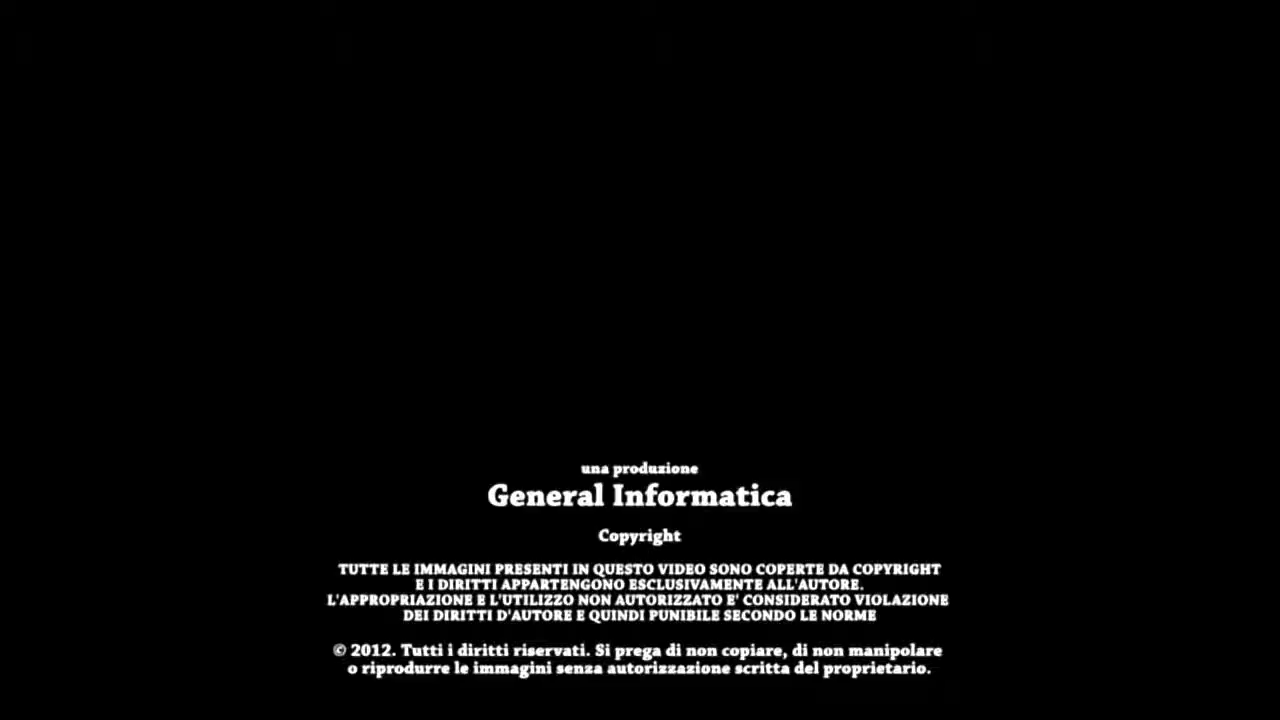 una produzione
General Informatica
Copyright
TUTTE LE IMMAGINI PRESENTI IN QUESTO VIDEO SONO COPERTE DA COPYRIGHT
E I DIRITTI APPARTENGONO ESCLUSIVAMENTE ALL'AUTORE.
L'APPROPRIAZIONE E L'UTILIZZO NON AUTORIZZATO E' CONSIDERATO VIOLAZIONE
DEI DIRITTI D'AUTORE E QUINDI PUNIBILE SECONDO LE NORME
© 2012. Tutti i diritti riservati. Si prega di non copiare, di non manipolare
o riprodurre le immagini senza autorizzazione scritta del proprietario.